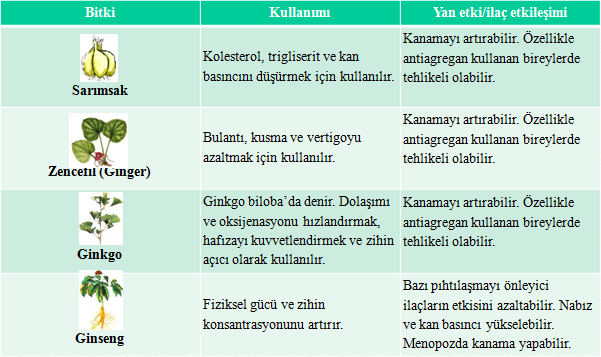 Bitki
Kullanımı
Yan etki/ilaç etkileşimi
Sarımsak
Kolesterol, trigliserit ve kan
basıncını düşürmek için kullanılır.
Kanamayı artırabilir. Özellikle
antiagregan kullanan bireylerde
tehlikeli olabilir.
Zencefil (Ginger)
Bulantı, kusma ve vertigoyu
azaltmak için kullanılır.
Kanamayı artırabilir. Özellikle
antiagregan kullanan bireylerde
tehlikeli olabilir.
Ginkgo
Ginkgo biloba’da denir. Dolaşımı
ve oksijenasyonu hızlandırmak,
hafızayı kuvvetlendirmek ve zihin
açıcı olarak kullanılır.
Kanamayı artırabilir. Özellikle
antiagregan kullanan bireylerde
tehlikeli olabilir.
Ginseng
Fiziksel gücü ve zihin
konsantrasyonunu artırır.
Bazı pıhtılaşmayı önleyici
ilaçların etkisini azaltabilir. Nabız
ve kan basıncı yükselebilir.
Menopozda kanama yapabilir.